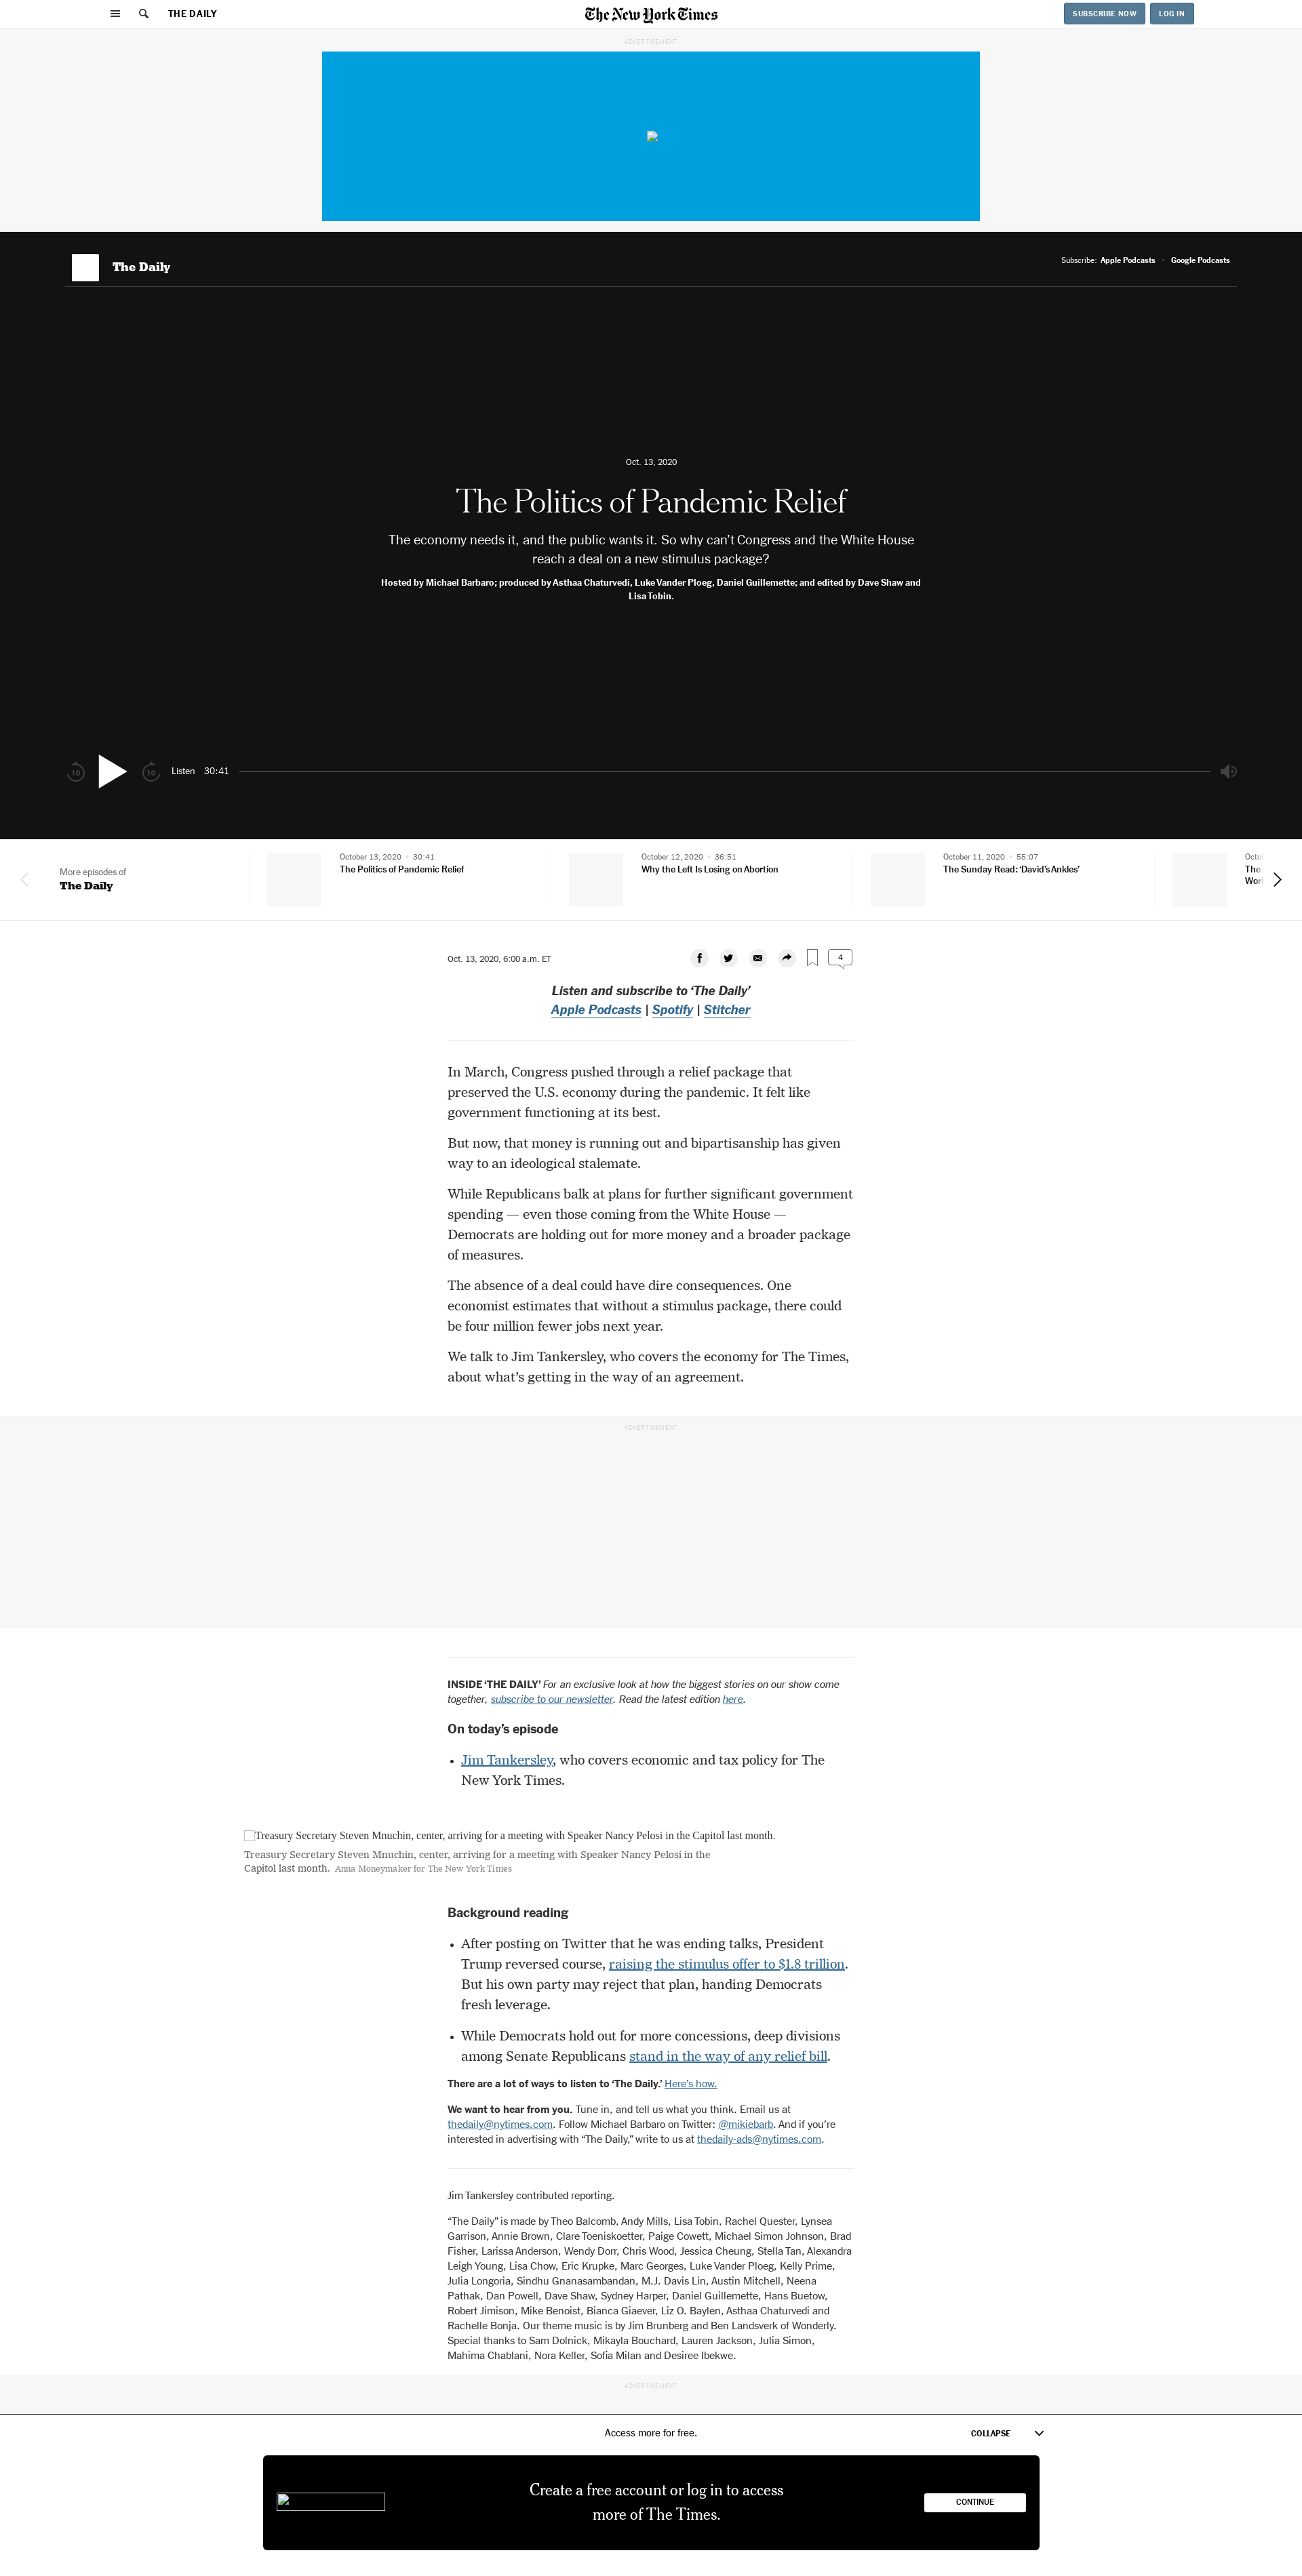 THE DAILY
The New York Times
SUBSCRIBE NOW
LOG IN
ADVERTISEMENT
The Daily
Subscribe: Apple Podcasts • Google Podcasts
Oct. 13, 2020
The Politics of Pandemic Relief
The economy needs it, and the public wants it. So why can’t Congress and the White House
reach a deal on a new stimulus package?
Hosted by Michael Barbaro; produced by Asthaa Chaturvedi, Luke Vander Ploeg, Daniel Guillemette; and edited by Dave Shaw and
Lisa Tobin.
10
10
Listen 30:41
More episodes of
The Daily
October 13, 2020 • 30:41
The Politics of Pandemic Relief
October 12, 2020 • 36:51
Why the Left Is Losing on Abortion
October 11, 2020 • 55:07
The Sunday Read: ‘David’s Ankles’
The
Oct. 13, 2020, 6:00 a.m. ET
4
Listen and subscribe to ‘The Daily’
Apple Podcasts | Spotify | Stitcher
In March, Congress pushed through a relief package that
preserved the U.S. economy during the pandemic. It felt like
government functioning at its best.
But now, that money is running out and bipartisanship has given
way to an ideological stalemate.
While Republicans balk at plans for further significant government
spending — even those coming from the White House —
Democrats are holding out for more money and a broader package
of measures.
The absence of a deal could have dire consequences. One
economist estimates that without a stimulus package, there could
be four million fewer jobs next year.
We talk to Jim Tankersley, who covers the economy for The Times,
about what’s getting in the way of an agreement.
ADVERTISEMENT
INSIDE ‘THE DAILY’ For an exclusive look at how the biggest stories on our show come
together, subscribe to our newsletter. Read the latest edition here.
On today’s episode
• Jim Tankersley, who covers economic and tax policy for The
New York Times.
Treasury Secretary Steven Mnuchin, center, arriving for a meeting with Speaker Nancy Pelosi in the Capitol last month.
Treasury Secretary Steven Mnuchin, center, arriving for a meeting with Speaker Nancy Pelosi in the
Capitol last month. Anna Moneymaker for The New York Times
Background reading
• After posting on Twitter that he was ending talks, President
Trump reversed course, raising the stimulus offer to $1.8 trillion.
But his own party may reject that plan, handing Democrats
fresh leverage.
• While Democrats hold out for more concessions, deep divisions
among Senate Republicans stand in the way of any relief bill.
There are a lot of ways to listen to ‘The Daily.’ Here’s how.
We want to hear from you. Tune in, and tell us what you think. Email us at
thedaily@nytimes.com. Follow Michael Barbaro on Twitter: @mikiebarb. And if you’re
interested in advertising with “The Daily,” write to us at thedaily-ads@nytimes.com.
Jim Tankersley contributed reporting.
“The Daily” is made by Theo Balcomb, Andy Mills, Lisa Tobin, Rachel Quester, Lynsea
Garrison, Annie Brown, Clare Toeniskoetter, Paige Cowett, Michael Simon Johnson, Brad
Fisher, Larissa Anderson, Wendy Dorr, Chris Wood, Jessica Cheung, Stella Tan, Alexandra
Leigh Young, Lisa Chow, Eric Krupke, Marc Georges, Luke Vander Ploeg, Kelly Prime,
Julia Longoria, Sindhu Gnanasambandan, M.J. Davis Lin, Austin Mitchell, Neena
Pathak, Dan Powell, Dave Shaw, Sydney Harper, Daniel Guillemette, Hans Buetow,
Robert Jimison, Mike Benoist, Bianca Giaever, Liz O. Baylen, Asthaa Chaturvedi and
Rachelle Bonja. Our theme music is by Jim Brunberg and Ben Landsverk of Wonderly.
Special thanks to Sam Dolnick, Mikayla Bouchard, Lauren Jackson, Julia Simon,
Mahima Chablani, Nora Keller, Sofia Milan and Desiree Ibekwe.
ADVERTISEMENT
Access more for free.
COLLAPSE
Create a free account or log in to access
more of The Times.
CONTINUE